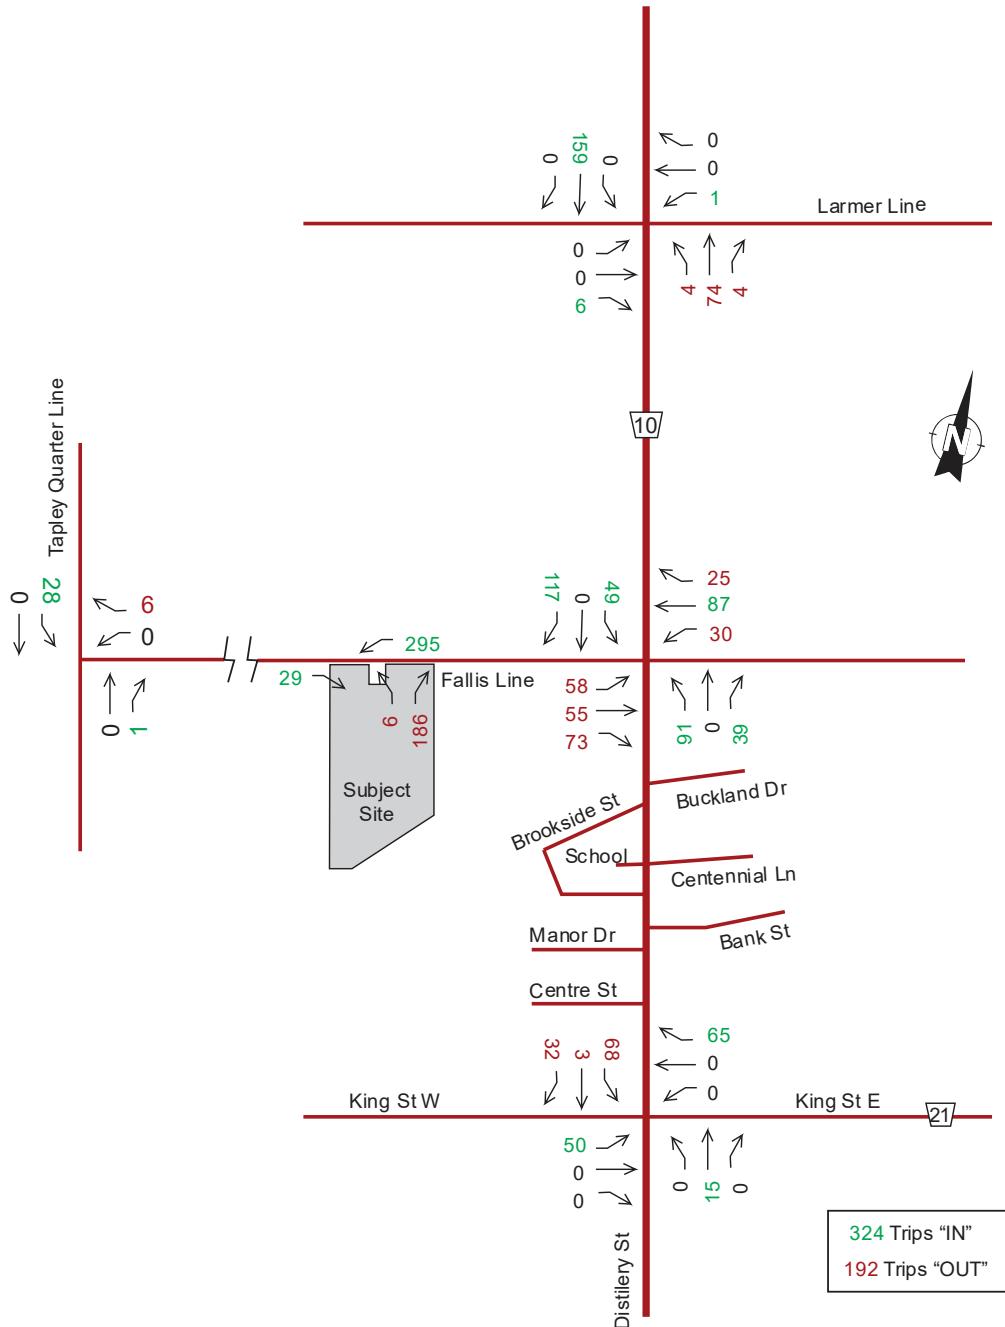 0
159
0
0
0
1
Larmer Line
0
0
6
4
74
4
10
N
Tapley Quarter Line
0
28
6
0
0
1
117
0
49
25
87
30
295
29
Fallis Line
6
186
58
55
73
91
0
39
Subject
Site
Buckland Dr
Brookside St
School
Centennial Ln
Bank St
Manor Dr
Centre St
32
3
68
65
0
0
King St W
King St E
21
50
0
0
0
15
0
Distilery St
324 Trips “IN”
192 Trips “OUT”